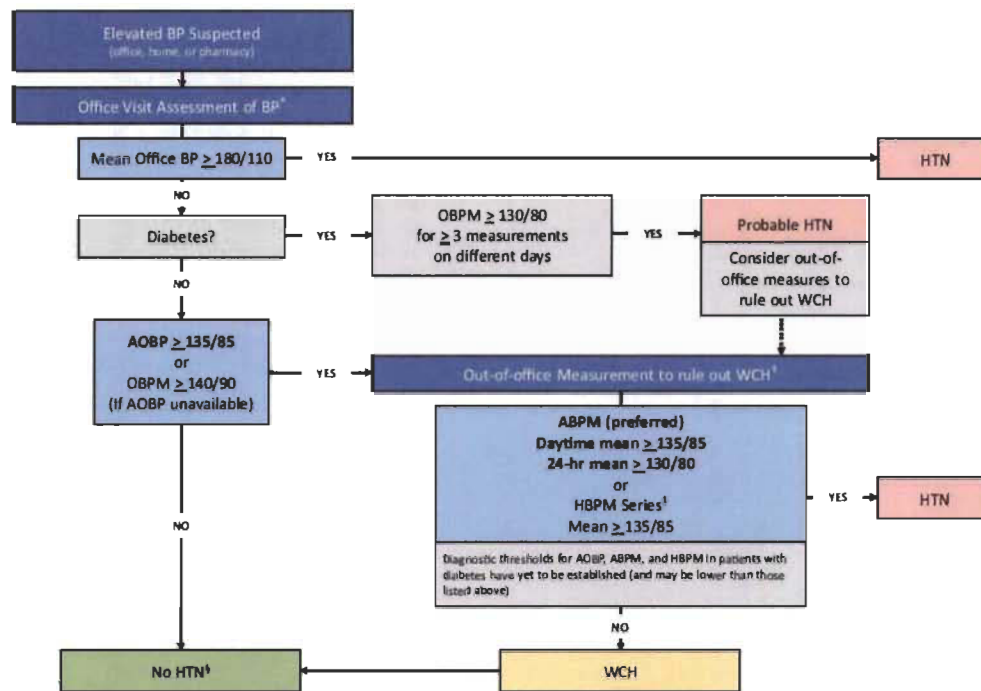 Elevated BP Suspected
(office, home, or pharmacy)
Office Visit Assessment of BP*
Mean Office BP ≥180/110
YES
HTN
NO
Diabetes?
YES
OBPM ≥ 130/80
for ≥ 3 measurements
on different days
YES
Probable HTN
Consider out-of-
office measures to
rule out WCH
NO
AOBP ≥135/85
or
OBPM ≥140/90
(If AOBP unavailable)
YES
Out-of-office Measurement to rule out WCH†
ABPM (preferred)
Daytime mean ≥135/85
24-hr mean ≥130/80
or
HBPM Series‡
Mean ≥135/85
YES
HTN
Diagnostic thresholds for AOBP, ABPM, and HBPM in patients with
diabetes have yet to be established (and may be lower than those
listed above)
NO
NO
No HTN§
WCH